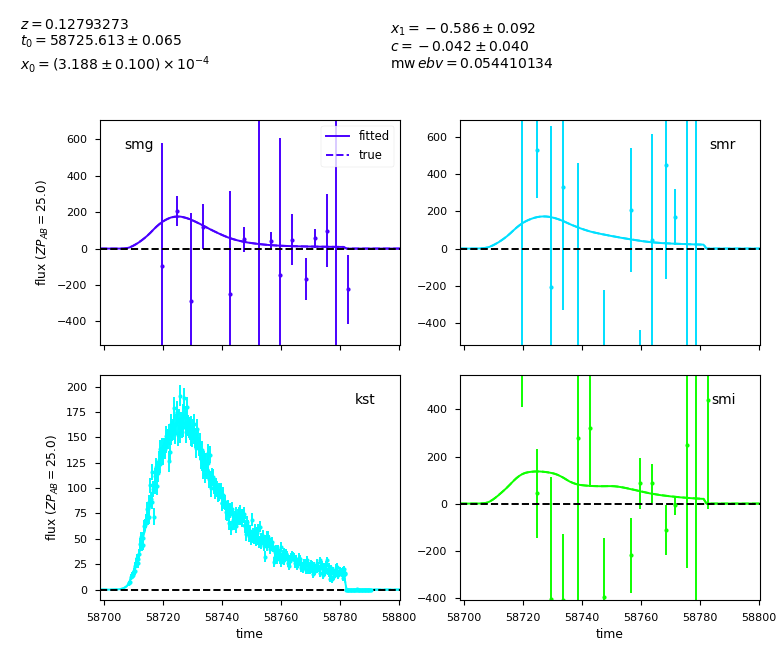 z = 0.12793273
t₀ = 58725.613 ± 0.065
x₀ = (3.188 ± 0.100) × 10⁻⁴
x₁ = −0.586 ± 0.092
c = −0.042 ± 0.040
mw ebv = 0.054410134
smg
fitted
true
600
400
200
0
−200
−400
flux (ZP_AB = 25.0)
smr
600
400
200
0
−200
−400
kst
200
175
150
125
100
75
50
25
0
flux (ZP_AB = 25.0)
58700 58720 58740 58760 58780 58800
time
smi
400
200
0
−200
−400
58700 58720 58740 58760 58780 58800
time